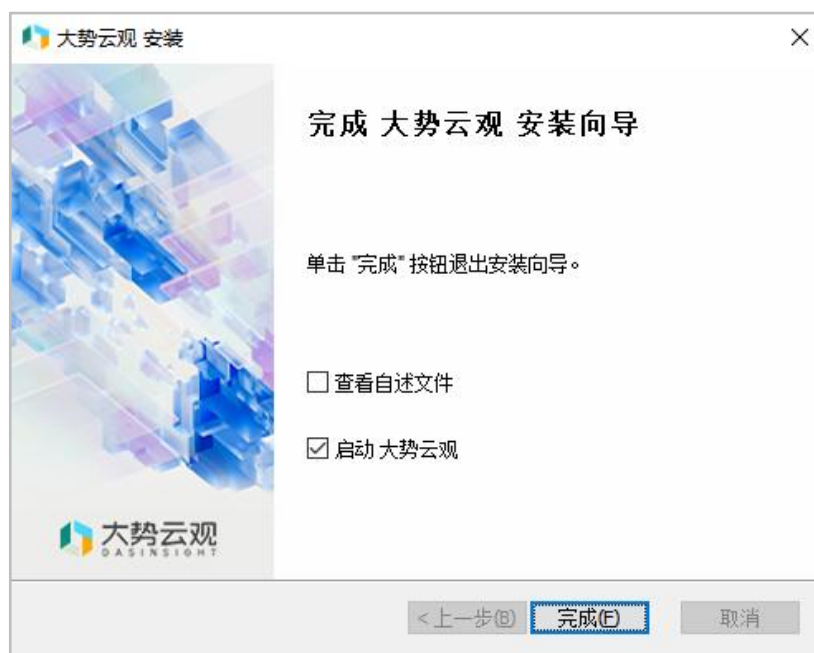 大势云观 安装
完成 大势云观 安装向导
单击 "完成" 按钮退出安装向导。
查看自述文件
启动 大势云观
大势云观
DASINSIGHT
<上一步(B)
完成(F)
取消